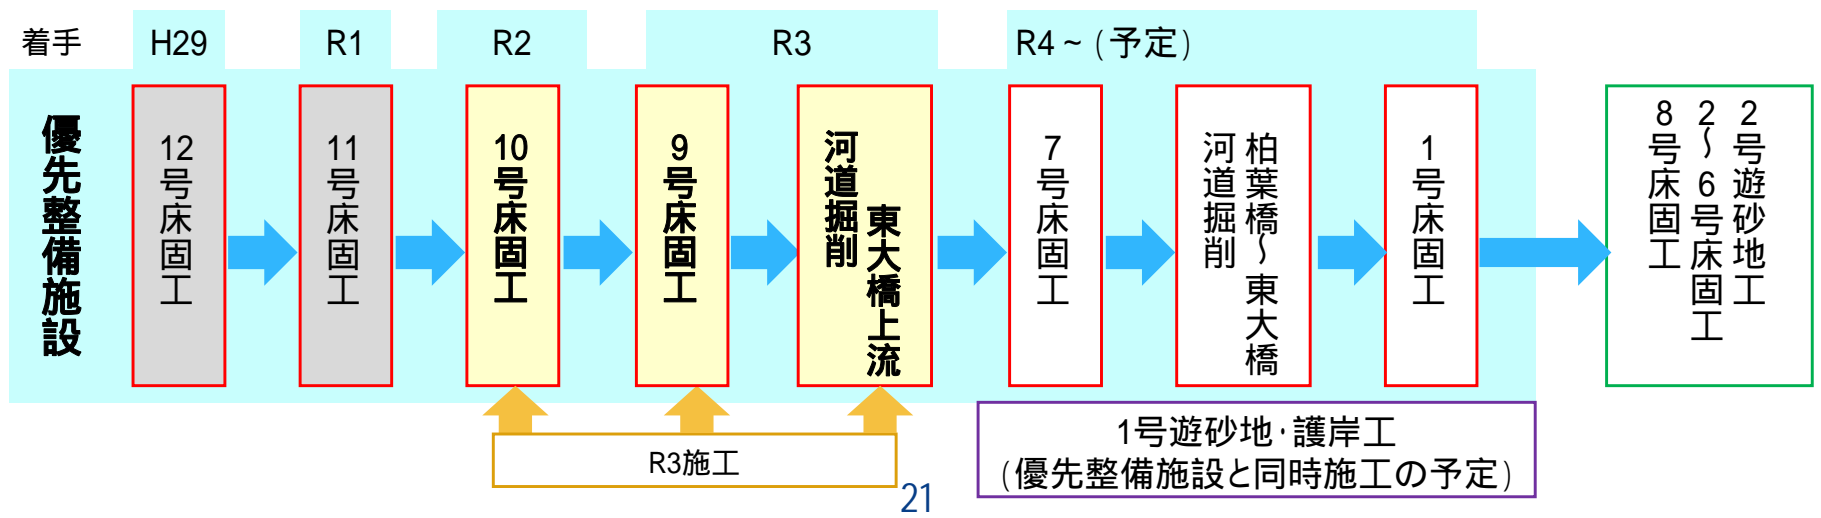 着手
H29
R1
R2
R3
R4~(予定)
優先整備施設
12号床固工
11号床固工
10号床固工
9号床固工
東大橋上流
河道掘削
7号床固工
柏葉橋~東大橋
河道掘削
1号床固工
2号遊砂地工
2~6号床固工
8号床固工
R3施工
1号遊砂地・護岸工
(優先整備施設と同時施工の予定)
21